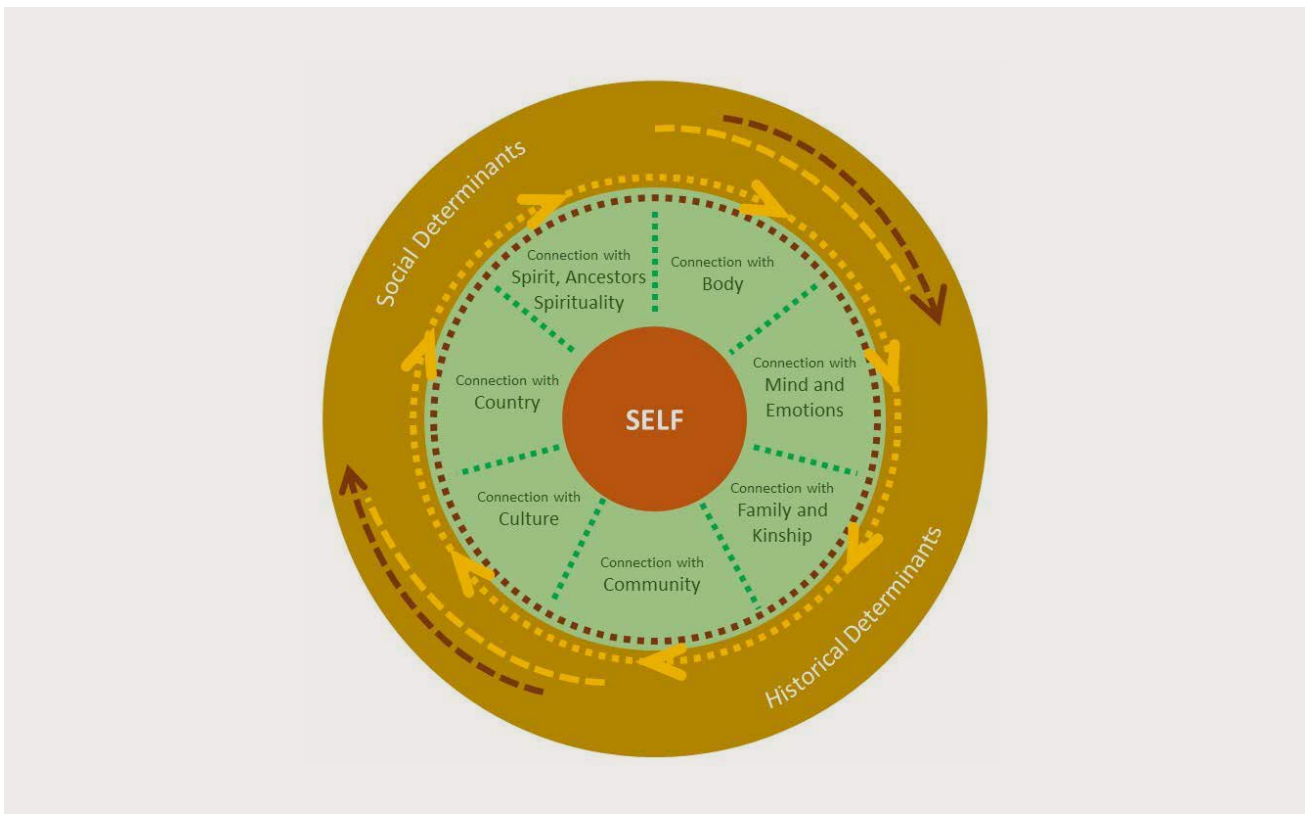 Social Determinants
Connection with
Spirit, Ancestors
Spirituality
Connection with
Body
Connection with
Mind and
Emotions
Connection with
Family and
Kinship
Connection with
Community
Connection with
Culture
Connection with
Country
SELF
Historical Determinants